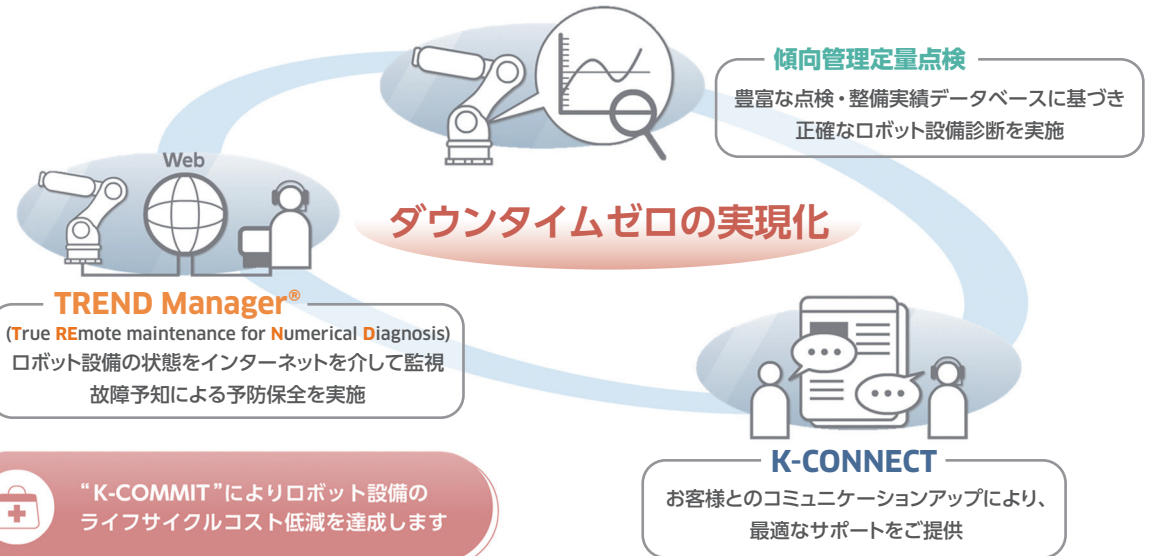 傾向管理定量点検
豊富な点検・整備実績データベースに基づき
正確なロボット設備診断を実施
Web
ダウンタイムゼロの実現化
TREND Manager®
(True REmote maintenance for Numerical Diagnosis)
ロボット設備の状態をインターネットを介して監視
故障予知による予防保全を実施
K-CONNECT
お客様とのコミュニケーションアップにより、
最適なサポートをご提供
“K-COMMIT”によりロボット設備の
ライフサイクルコスト低減を達成します